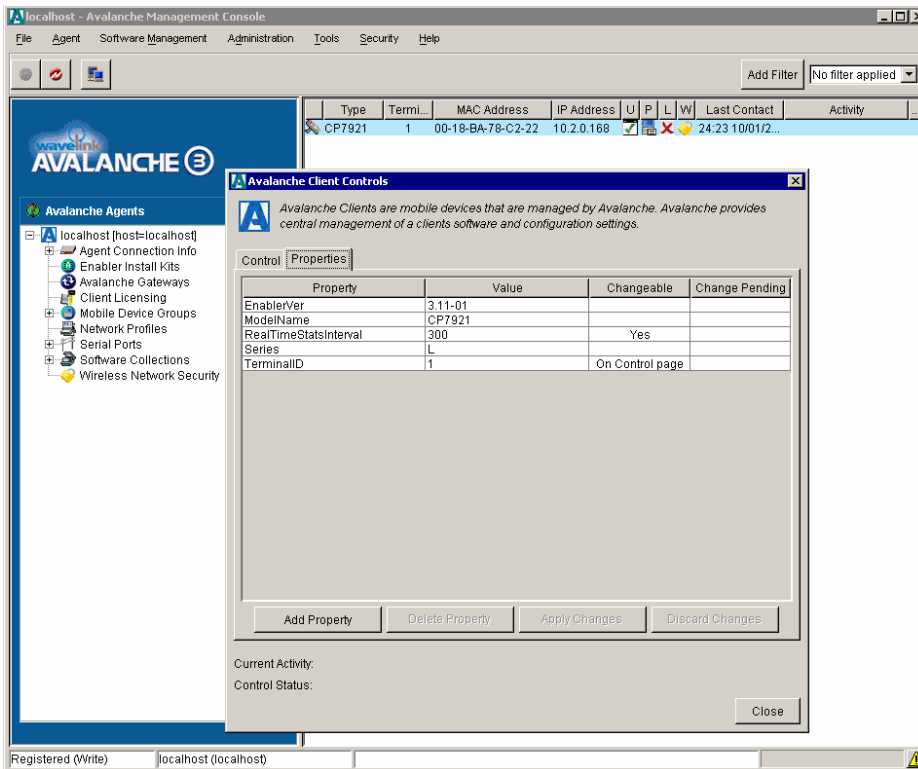 localhost - Avalanche Management Console
File Agent Software Management Administration Tools Security Help
Add Filter No filter applied
Type Termi... MAC Address IP Address U P L W Last Contact Activity ...
CP7921 1 00-18-BA-78-C2-22 10.2.0.168 24:23 10/01/2...
wavelink
AVALANCHE 3
Avalanche Agents
localhost [host=localhost]
Agent Connection Info
Enabler Install Kits
Avalanche Gateways
Client Licensing
Mobile Device Groups
Network Profiles
Serial Ports
Software Collections
Wireless Network Security
Avalanche Client Controls
Avalanche Clients are mobile devices that are managed by Avalanche. Avalanche provides
central management of a clients software and configuration settings.
Control Properties
Property Value Changeable Change Pending
EnablerVer 3.11-01
ModelName CP7921
RealTimeStatsInterval 300 Yes
Series L
TerminalID 1 On Control page
Add Property Delete Property Apply Changes Discard Changes
Current Activity:
Control Status:
Close
Registered (Write) localhost (localhost)